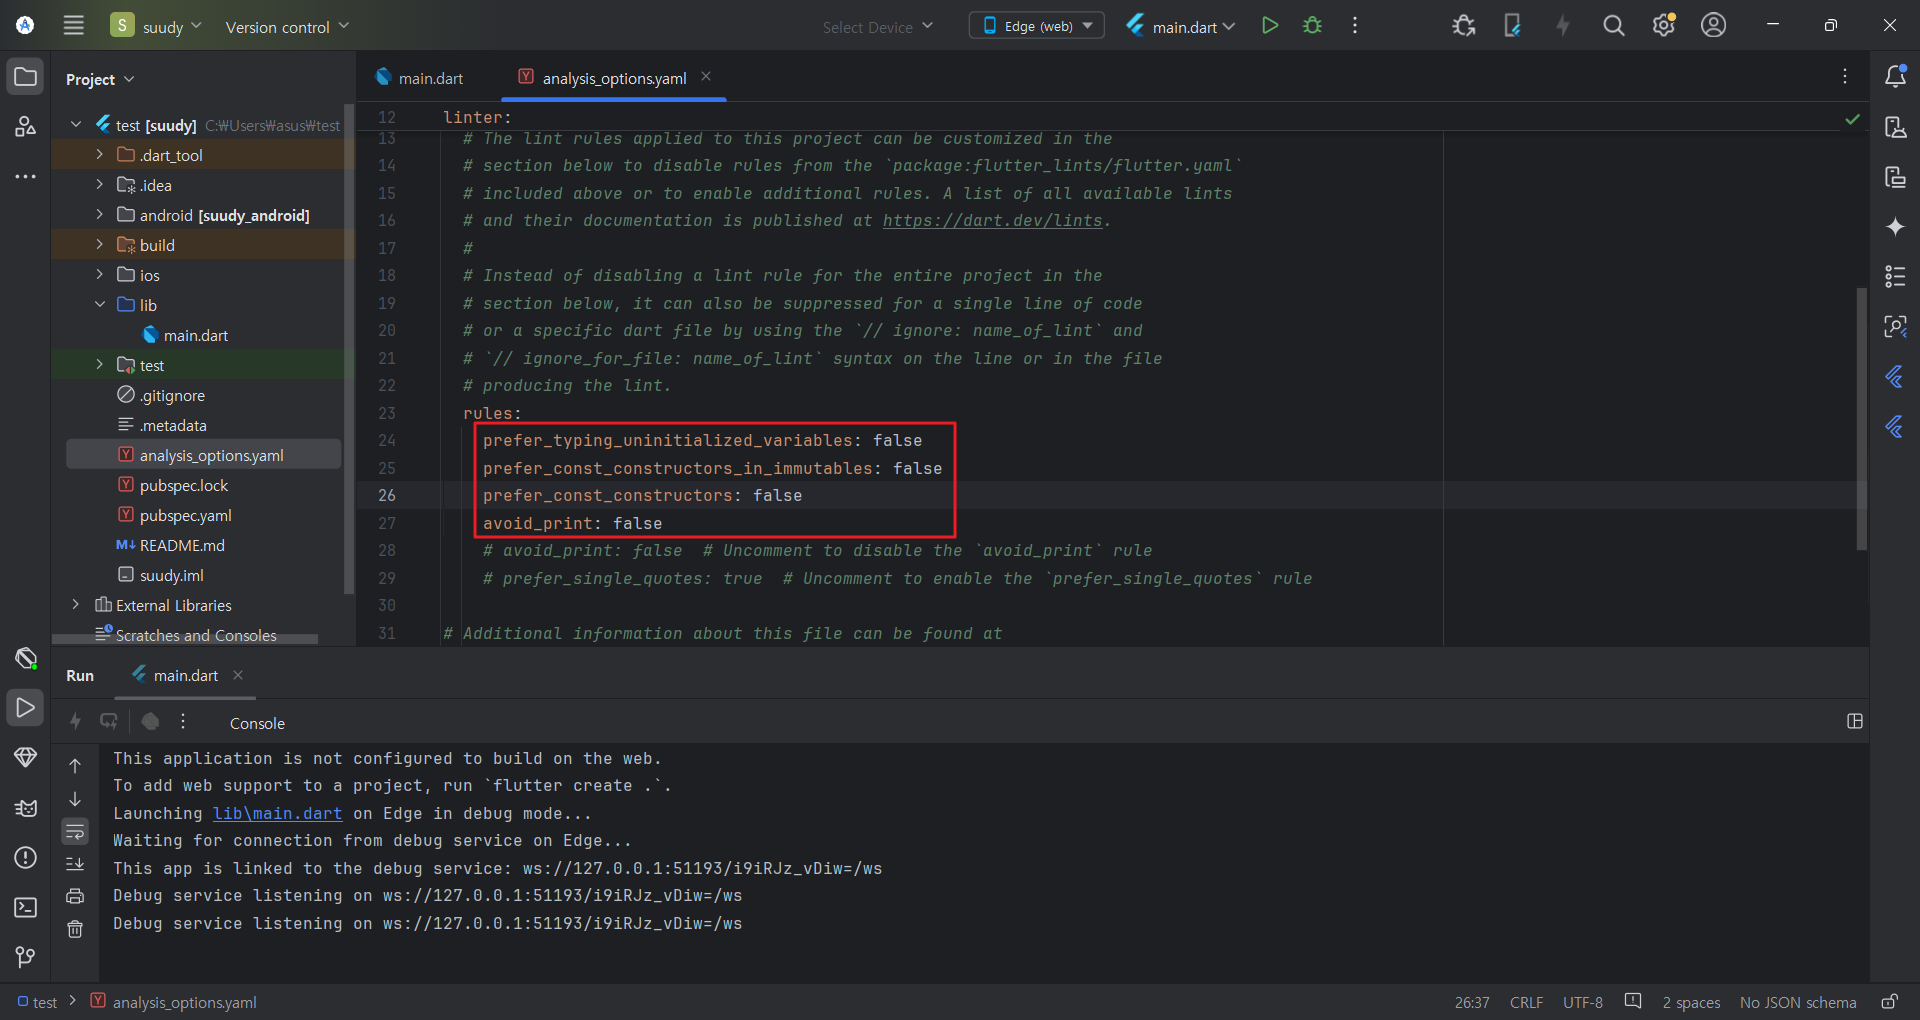 S suudy Version control Select Device Edge (web) main.dart
Project
main.dart
analysis_options.yaml
test [suudy] C:₩Users₩asus₩test
.dart_tool
.idea
android [suudy_android]
build
ios
lib
main.dart
test
.gitignore
.metadata
analysis_options.yaml
pubspec.lock
pubspec.yaml
M↓ README.md
suudy.iml
External Libraries
Scratches and Consoles
12 linter:
13 # The lint rules applied to this project can be customized in the
14 # section below to disable rules from the `package:flutter_lints/flutter.yaml`
15 # included above or to enable additional rules. A list of all available lints
16 # and their documentation is published at https://dart.dev/lints.
17 #
18 # Instead of disabling a lint rule for the entire project in the
19 # section below, it can also be suppressed for a single line of code
20 # or a specific dart file by using the `// ignore: name_of_lint` and
21 # `// ignore_for_file: name_of_lint` syntax on the line or in the file
22 # producing the lint.
23 rules:
24 prefer_typing_uninitialized_variables: false
25 prefer_const_constructors_in_immutables: false
26 prefer_const_constructors: false
27 avoid_print: false
28 # avoid_print: false # Uncomment to disable the `avoid_print` rule
29 # prefer_single_quotes: true # Uncomment to enable the `prefer_single_quotes` rule
30
31 # Additional information about this file can be found at
Run main.dart
Console
This application is not configured to build on the web.
To add web support to a project, run `flutter create .`.
Launching lib\main.dart on Edge in debug mode...
Waiting for connection from debug service on Edge...
This app is linked to the debug service: ws://127.0.0.1:51193/i9iRJz_vDiw=/ws
Debug service listening on ws://127.0.0.1:51193/i9iRJz_vDiw=/ws
Debug service listening on ws://127.0.0.1:51193/i9iRJz_vDiw=/ws
test > analysis_options.yaml
26:37 CRLF UTF-8 2 spaces No JSON schema